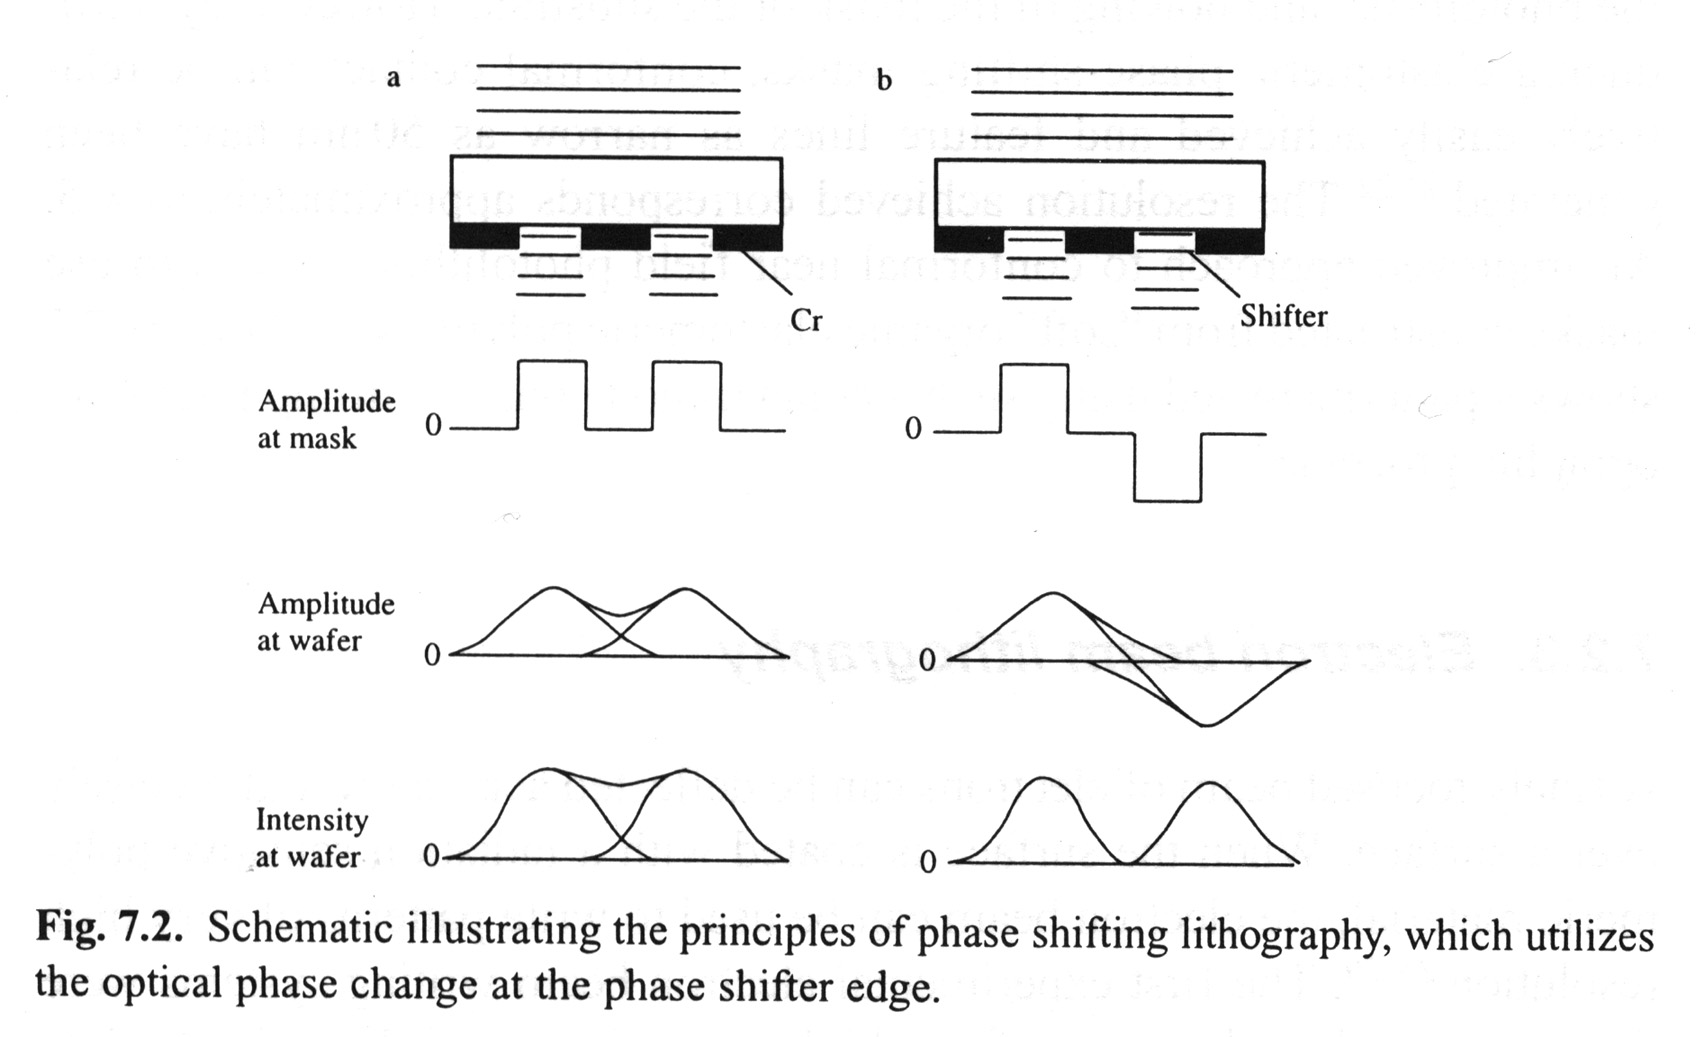 a
b
Cr
Shifter
Amplitude
at mask
0
0
Amplitude
at wafer
0
0
Intensity
at wafer
0
0
Fig. 7.2. Schematic illustrating the principles of phase shifting lithography, which utilizes
the optical phase change at the phase shifter edge.